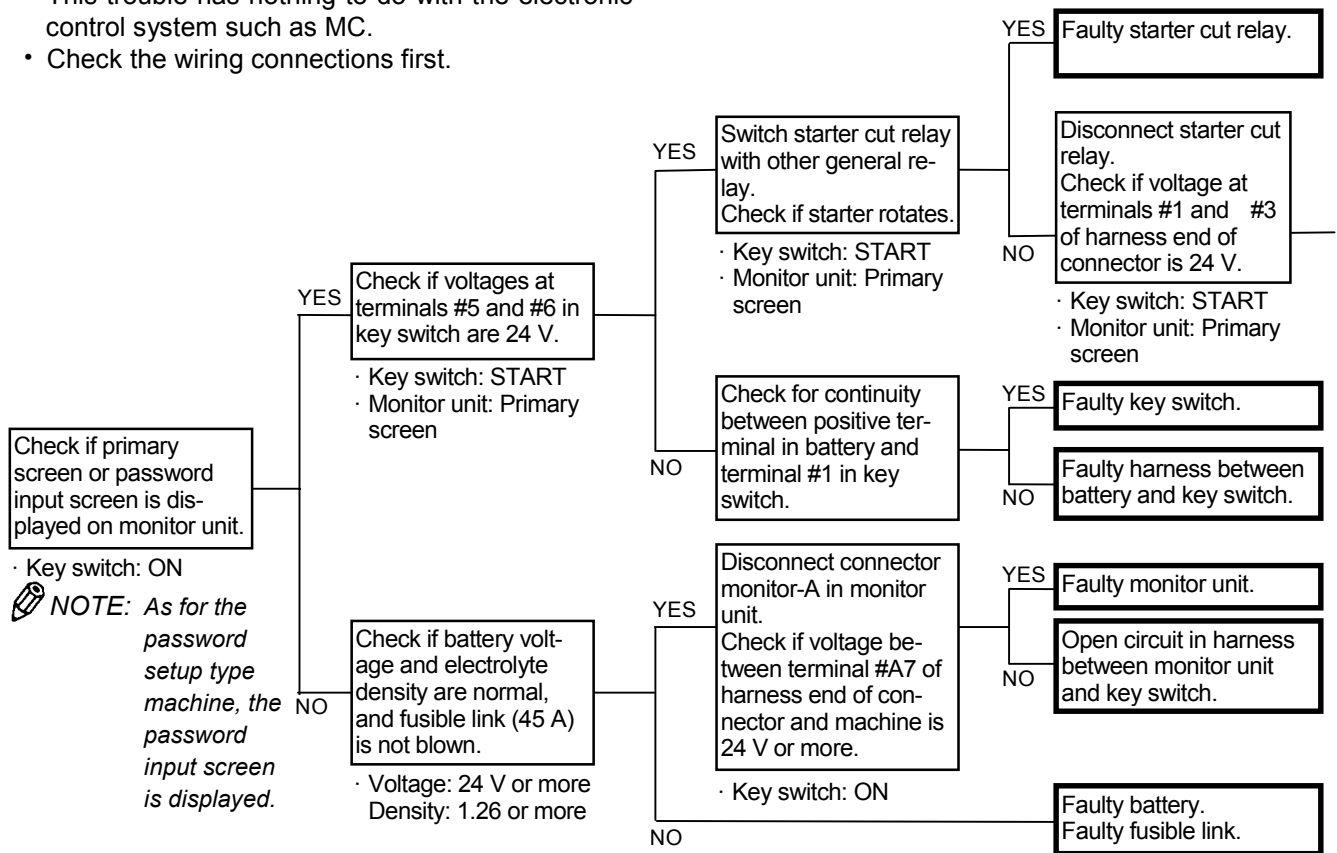 This trouble has nothing to do with the electronic
control system such as MC.
• Check the wiring connections first.
YES
Faulty starter cut relay.
YES
Switch starter cut relay
with other general re-
lay.
Check if starter rotates.
· Key switch: START
· Monitor unit: Primary
screen
NO
Disconnect starter cut
relay.
Check if voltage at
terminals #1 and #3
of harness end of
connector is 24 V.
· Key switch: START
· Monitor unit: Primary
screen
YES
Check if voltages at
terminals #5 and #6 in
key switch are 24 V.
· Key switch: START
· Monitor unit: Primary
screen
NO
Check for continuity
between positive ter-
minal in battery and
terminal #1 in key
switch.
YES
Faulty key switch.
NO
Faulty harness between
battery and key switch.
Check if primary
screen or password
input screen is dis-
played on monitor unit.
· Key switch: ON
NOTE: As for the
password
setup type
machine, the
password
input screen
is displayed.
NO
Check if battery volt-
age and electrolyte
density are normal,
and fusible link (45 A)
is not blown.
· Voltage: 24 V or more
Density: 1.26 or more
YES
Disconnect connector
monitor-A in monitor
unit.
Check if voltage be-
tween terminal #A7 of
harness end of con-
nector and machine is
24 V or more.
· Key switch: ON
YES
Faulty monitor unit.
NO
Open circuit in harness
between monitor unit
and key switch.
NO
Faulty battery.
Faulty fusible link.